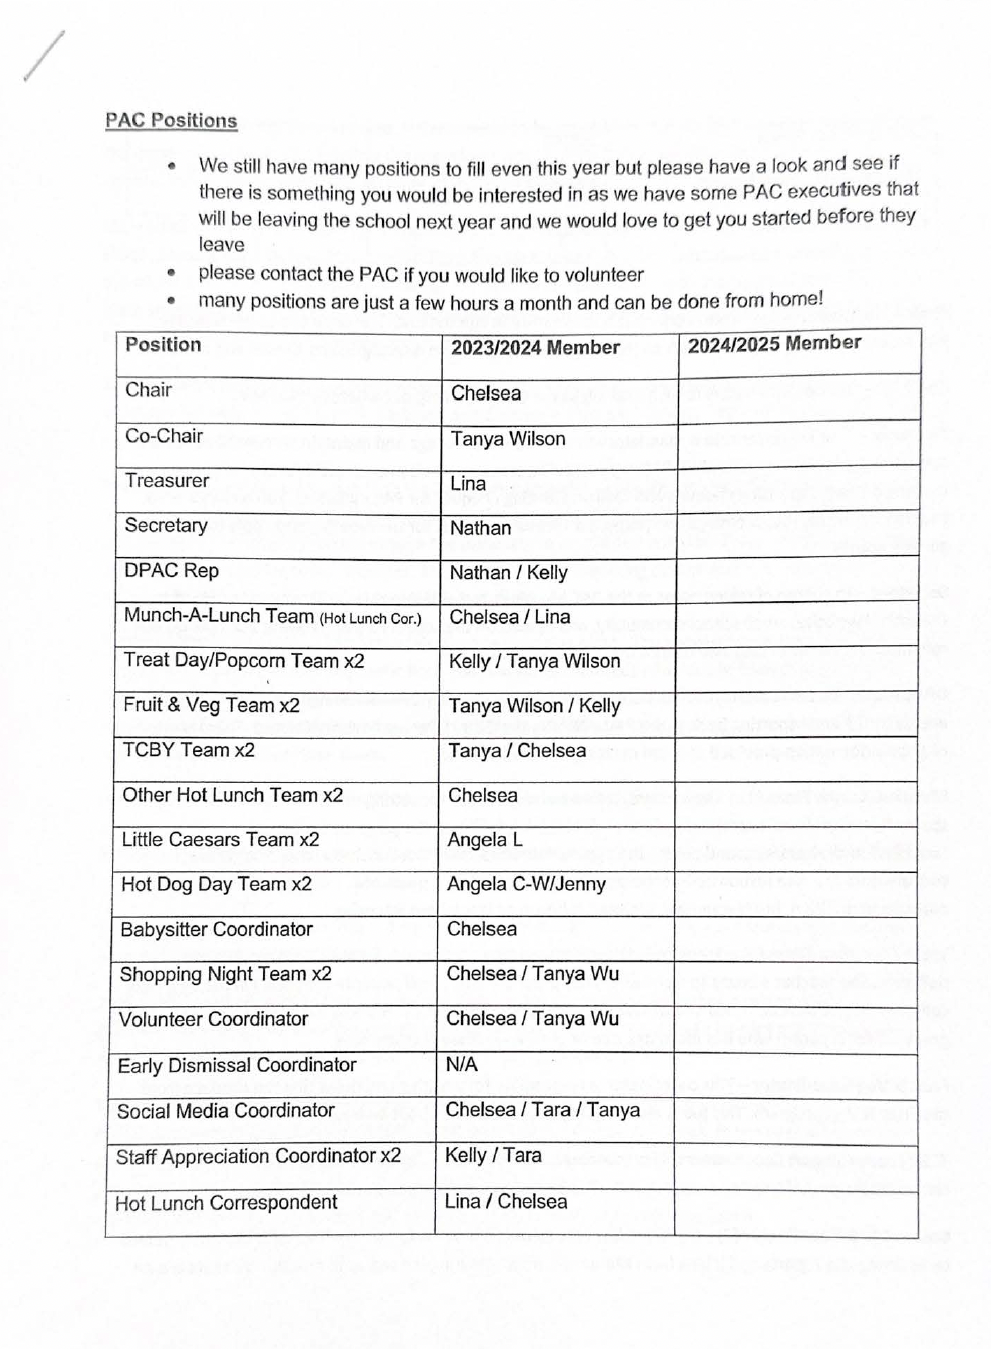 PAC Positions
• We still have many positions to fill even this year but please have a look and see if
there is something you would be interested in as we have some PAC executives that
will be leaving the school next year and we would love to get you started before they
leave
• please contact the PAC if you would like to volunteer
• many positions are just a few hours a month and can be done from home!
Position 2023/2024 Member 2024/2025 Member
Chair Chelsea
Co-Chair Tanya Wilson
Treasurer Lina
Secretary Nathan
DPAC Rep Nathan / Kelly
Munch-A-Lunch Team (Hot Lunch Cor.) Chelsea / Lina
Treat Day/Popcorn Team x2 Kelly / Tanya Wilson
Fruit & Veg Team x2 Tanya Wilson / Kelly
TCBY Team x2 Tanya / Chelsea
Other Hot Lunch Team x2 Chelsea
Little Caesars Team x2 Angela L
Hot Dog Day Team x2 Angela C-W/Jenny
Babysitter Coordinator Chelsea
Shopping Night Team x2 Chelsea / Tanya Wu
Volunteer Coordinator Chelsea / Tanya Wu
Early Dismissal Coordinator N/A
Social Media Coordinator Chelsea / Tara / Tanya
Staff Appreciation Coordinator x2 Kelly / Tara
Hot Lunch Correspondent Lina / Chelsea